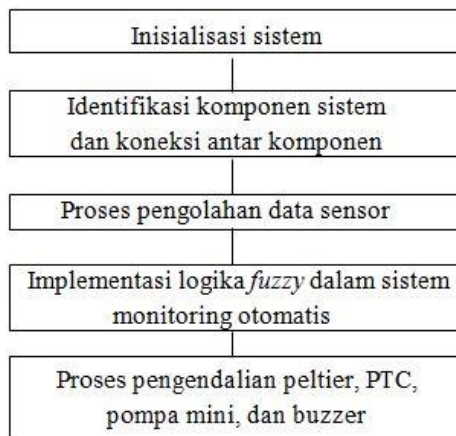 Inisialisasi sistem
Identifikasi komponen sistem
dan koneksi antar komponen
Proses pengolahan data sensor
Implementasi logika fuzzy dalam sistem
monitoring otomatis
Proses pengendalian peltier, PTC,
pompa mini, dan buzzer